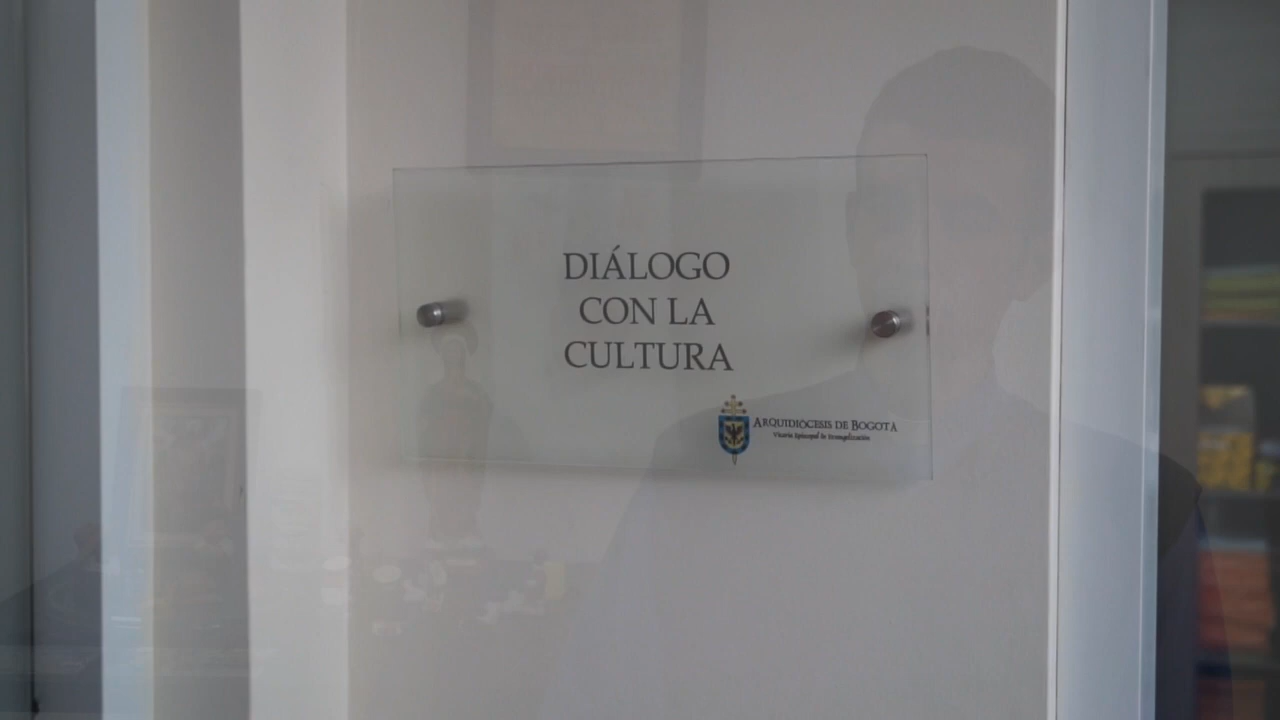 DIÁLOGO
CON LA
CULTURA
ARQUIDIÓCESIS DE BOGOTÁ
Vicaría Episcopal de Evangelización